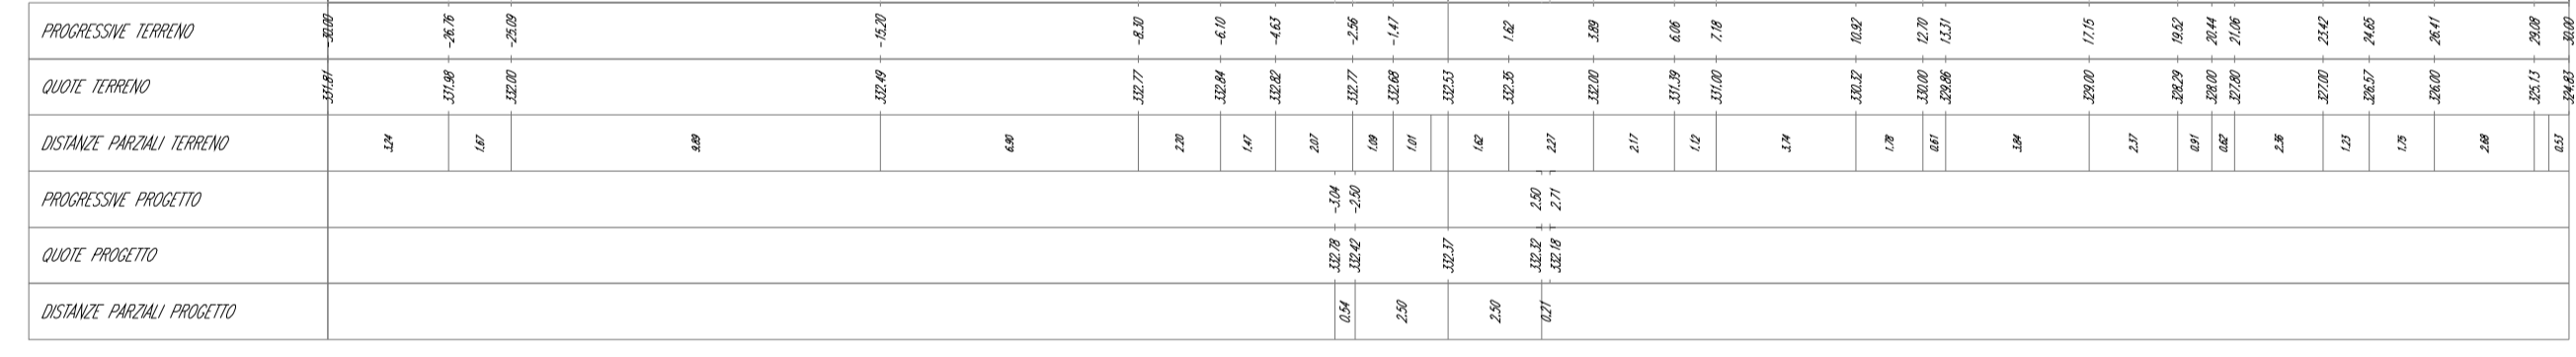 PROGRESSIVE TERRENO -30.00 -26.76 -25.09 -15.20 -8.30 -6.10 -4.63 -2.56 -1.47 1.62 3.89 6.06 7.18 10.92 12.70 13.31 17.15 19.52 20.44 21.06 23.42 24.65 26.41 29.08 30.00
QUOTE TERRENO 331.81 331.98 332.00 332.49 332.77 332.84 332.82 332.77 332.68 332.53 332.35 332.00 331.39 331.00 330.32 330.00 329.86 329.00 328.29 328.00 327.80 327.00 326.57 326.00 325.13 324.83
DISTANZE PARZIALI TERRENO 3.24 1.67 9.89 6.90 2.20 1.47 2.07 1.09 1.01 1.62 2.27 2.17 1.12 3.74 1.78 0.61 3.84 2.37 0.91 0.62 2.36 1.23 1.75 2.68 0.53
PROGRESSIVE PROGETTO -3.04 -2.50 2.50 2.71
QUOTE PROGETTO 332.78 332.42 332.37 332.32 332.18
DISTANZE PARZIALI PROGETTO 0.54 2.50 2.50 0.21